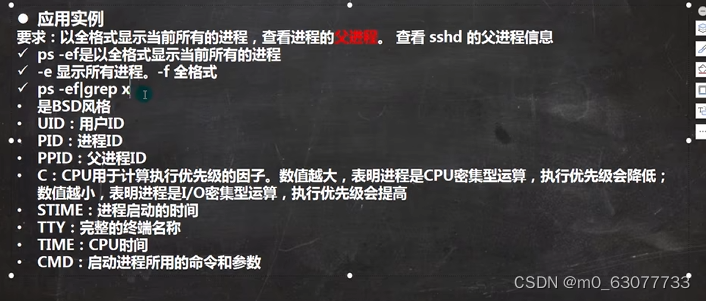 ● 应用实例
要求：以全格式显示当前所有的进程，查看进程的父进程。 查看 sshd 的父进程信息
✓ ps -ef是以全格式显示当前所有的进程
✓ -e 显示所有进程。-f 全格式
✓ ps -ef|grep x
• 是BSD风格
• UID：用户ID
• PID：进程ID
• PPID：父进程ID
• C：CPU用于计算执行优先级的因子。数值越大，表明进程是CPU密集型运算，执行优先级会降低；
数值越小，表明进程是I/O密集型运算，执行优先级会提高
• STIME：进程启动的时间
• TTY：完整的终端名称
• TIME：CPU时间
• CMD：启动进程所用的命令和参数
CSDN @m0_63077733